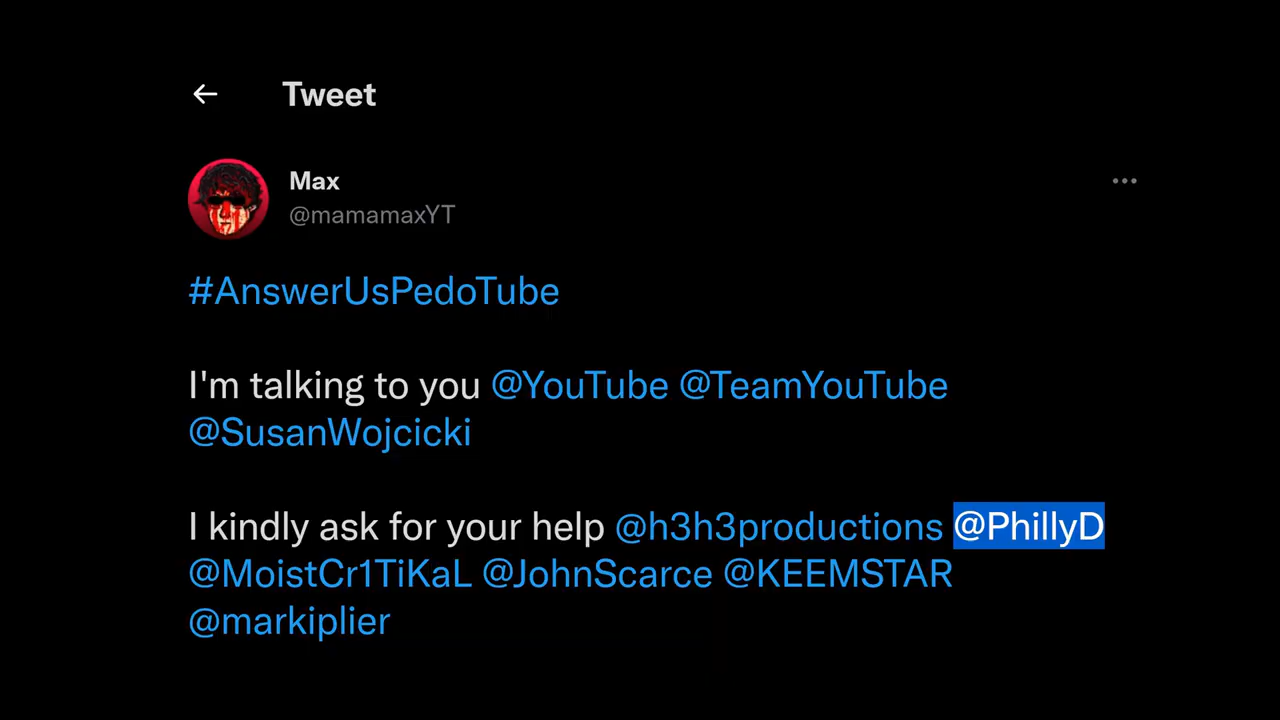 Tweet
Max
@mamamaxYT
#AnswerUsPedoTube
I'm talking to you @YouTube @TeamYouTube
@SusanWojcicki
I kindly ask for your help @h3h3productions @PhillyD
@MoistCr1TiKaL @JohnScarce @KEEMSTAR
@markiplier